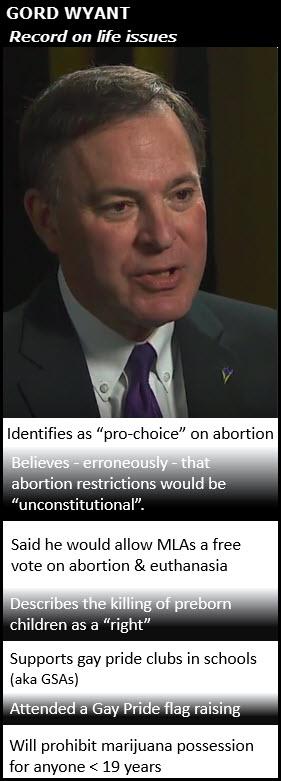 GORD WYANT
Record on life issues
Identifies as “pro-choice” on abortion
Believes - erroneously - that
abortion restrictions would be
“unconstitutional”.
Said he would allow MLAs a free
vote on abortion & euthanasia
Describes the killing of preborn
children as a “right”
Supports gay pride clubs in schools
(aka GSAs)
Attended a Gay Pride flag raising
Will prohibit marijuana possession
for anyone < 19 years